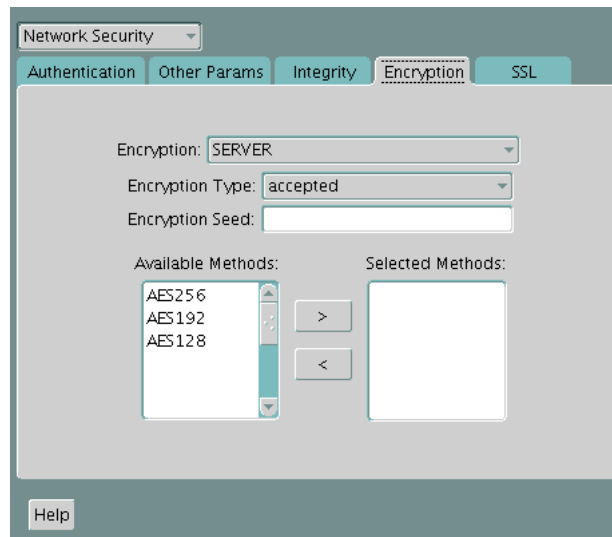 Network Security
Authentication Other Params Integrity Encryption SSL
Encryption: SERVER
Encryption Type: accepted
Encryption Seed:
Available Methods: Selected Methods:
AES256
AES192
AES128
>
<
Help